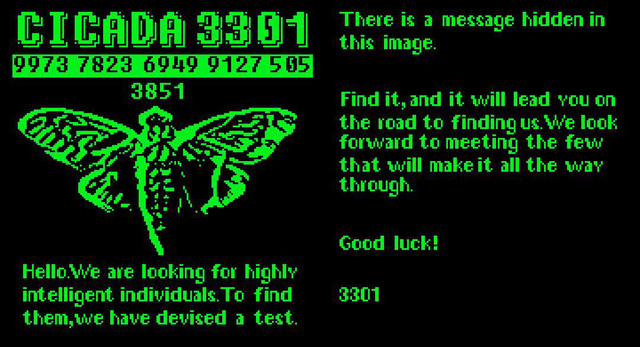 CICADA 3301
9973 7823 6949 9127 505
3851
Hello.We are looking for highly
intelligent individuals.To find
them,we have devised a test.
There is a message hidden in
this image.
Find it,and it will lead you on
the road to finding us.We look
forward to meeting the few
that will make it all the way
through.
Good luck!
3301